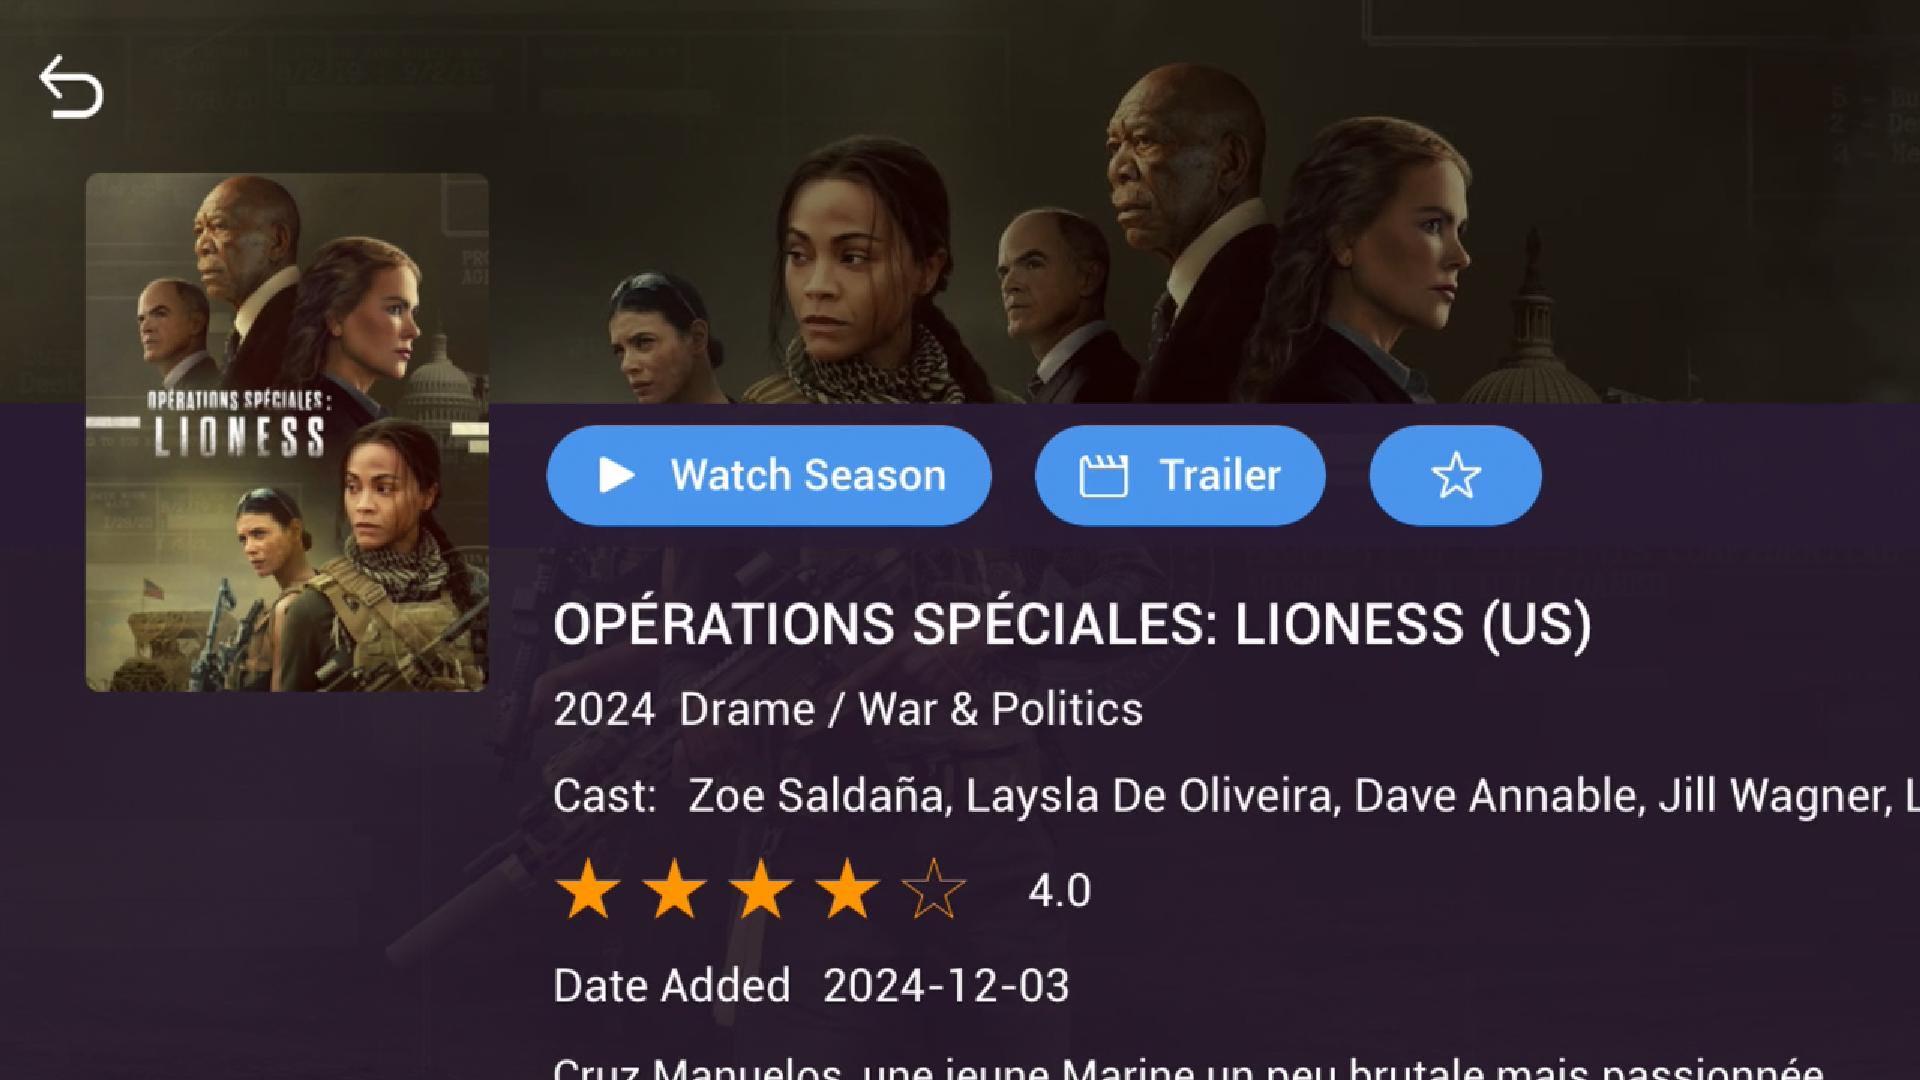 OPÉRATIONS SPÉCIALES:
LIONESS
Watch Season
Trailer
OPÉRATIONS SPÉCIALES: LIONESS (US)
2024 Drame / War & Politics
Cast: Zoe Saldaña, Laysla De Oliveira, Dave Annable, Jill Wagner, L
4.0
Date Added 2024-12-03
Cruz Manuelos, une jeune Marine un peu brutale mais passionnée